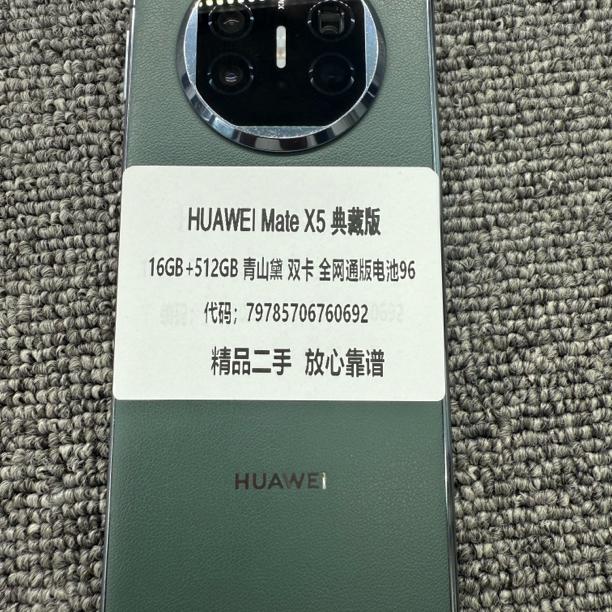 HUAWEI Mate X5 典藏版
16GB+512GB 青山黛 双卡 全网通版电池96
代码；79785706760692
精品二手 放心靠谱
HUAWEI